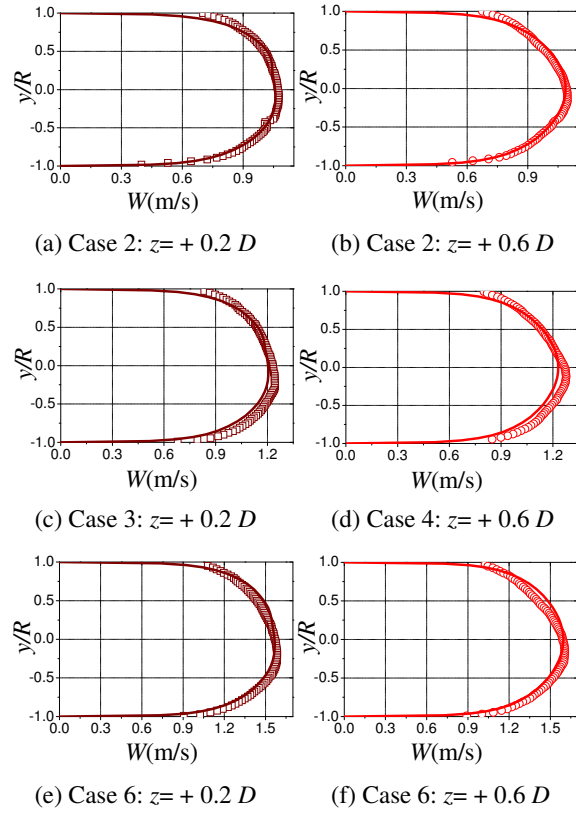 1.0
0.5
0.0
-0.5
-1.0
y/R
0.0 0.3 0.6 0.9
W(m/s)
(a) Case 2: z= + 0.2 D
1.0
0.5
0.0
-0.5
-1.0
y/R
0.0 0.3 0.6 0.9
W(m/s)
(b) Case 2: z= + 0.6 D
1.0
0.5
0.0
-0.5
-1.0
y/R
0.0 0.3 0.6 0.9 1.2
W(m/s)
(c) Case 3: z= + 0.2 D
1.0
0.5
0.0
-0.5
-1.0
y/R
0.0 0.3 0.6 0.9 1.2
W(m/s)
(d) Case 4: z= + 0.6 D
1.0
0.5
0.0
-0.5
-1.0
y/R
0.0 0.3 0.6 0.9 1.2 1.5
W(m/s)
(e) Case 6: z= + 0.2 D
1.0
0.5
0.0
-0.5
-1.0
y/R
0.0 0.3 0.6 0.9 1.2 1.5
W(m/s)
(f) Case 6: z= + 0.6 D